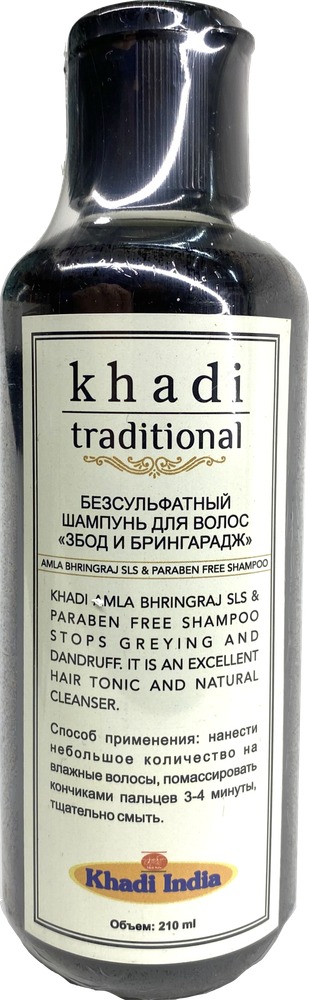 khadi
traditional
БЕЗСУЛЬФАТНЫЙ
ШАМПУНЬ ДЛЯ ВОЛОС
«ЗБОД И БРИНГАРАДЖ»
AMLA BHRINGRAJ SLS & PARABEN FREE SHAMPOO
KHADI AMLA BHRINGRAJ SLS &
PARABEN FREE SHAMPOO
STOPS GREYING AND
DANDRUFF. IT IS AN EXCELLENT
HAIR TONIC AND NATURAL
CLEANSER.
Способ применения: нанести
небольшое количество на
влажные волосы, помассировать
кончиками пальцев 3-4 минуты,
тщательно смыть.
Khadi India
Объем: 210 ml